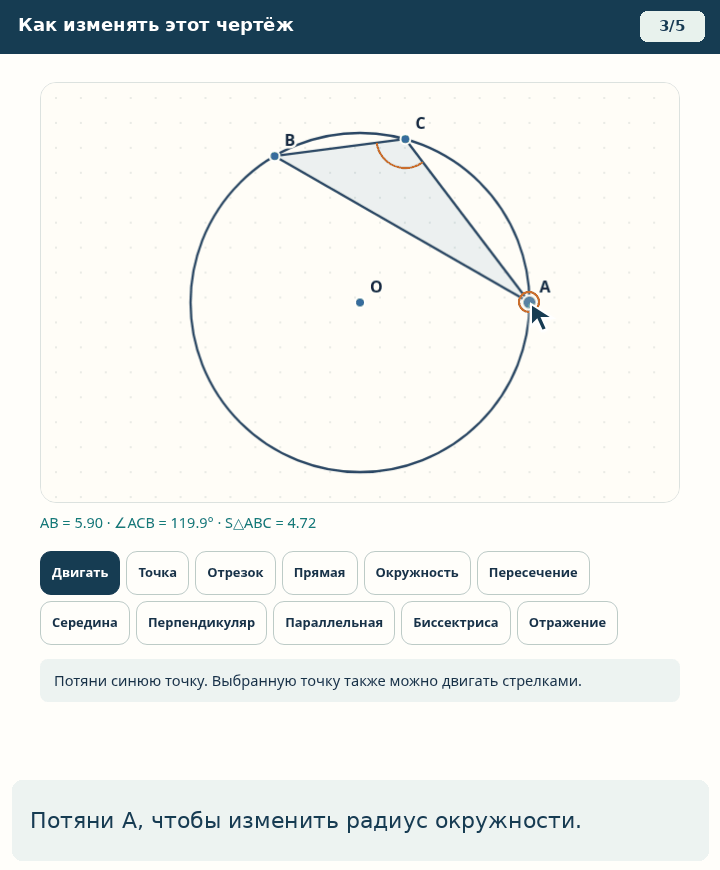 Как изменять этот чертёж
3/5
B
C
O
A
AB = 5.90 · ∠ACB = 119.9° · S△ABC = 4.72
Двигать
Точка
Отрезок
Прямая
Окружность
Пересечение
Середина
Перпендикуляр
Параллельная
Биссектриса
Отражение
Потяни синюю точку. Выбранную точку также можно двигать стрелками.
Потяни A, чтобы изменить радиус окружности.